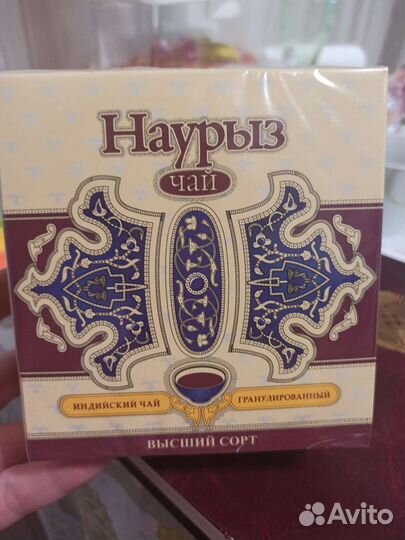 Наурыз
ЧАЙ
ИНДИЙСКИЙ ЧАЙ
ГРАНУЛИРОВАННЫЙ
ВЫСШИЙ СОРТ
Avito